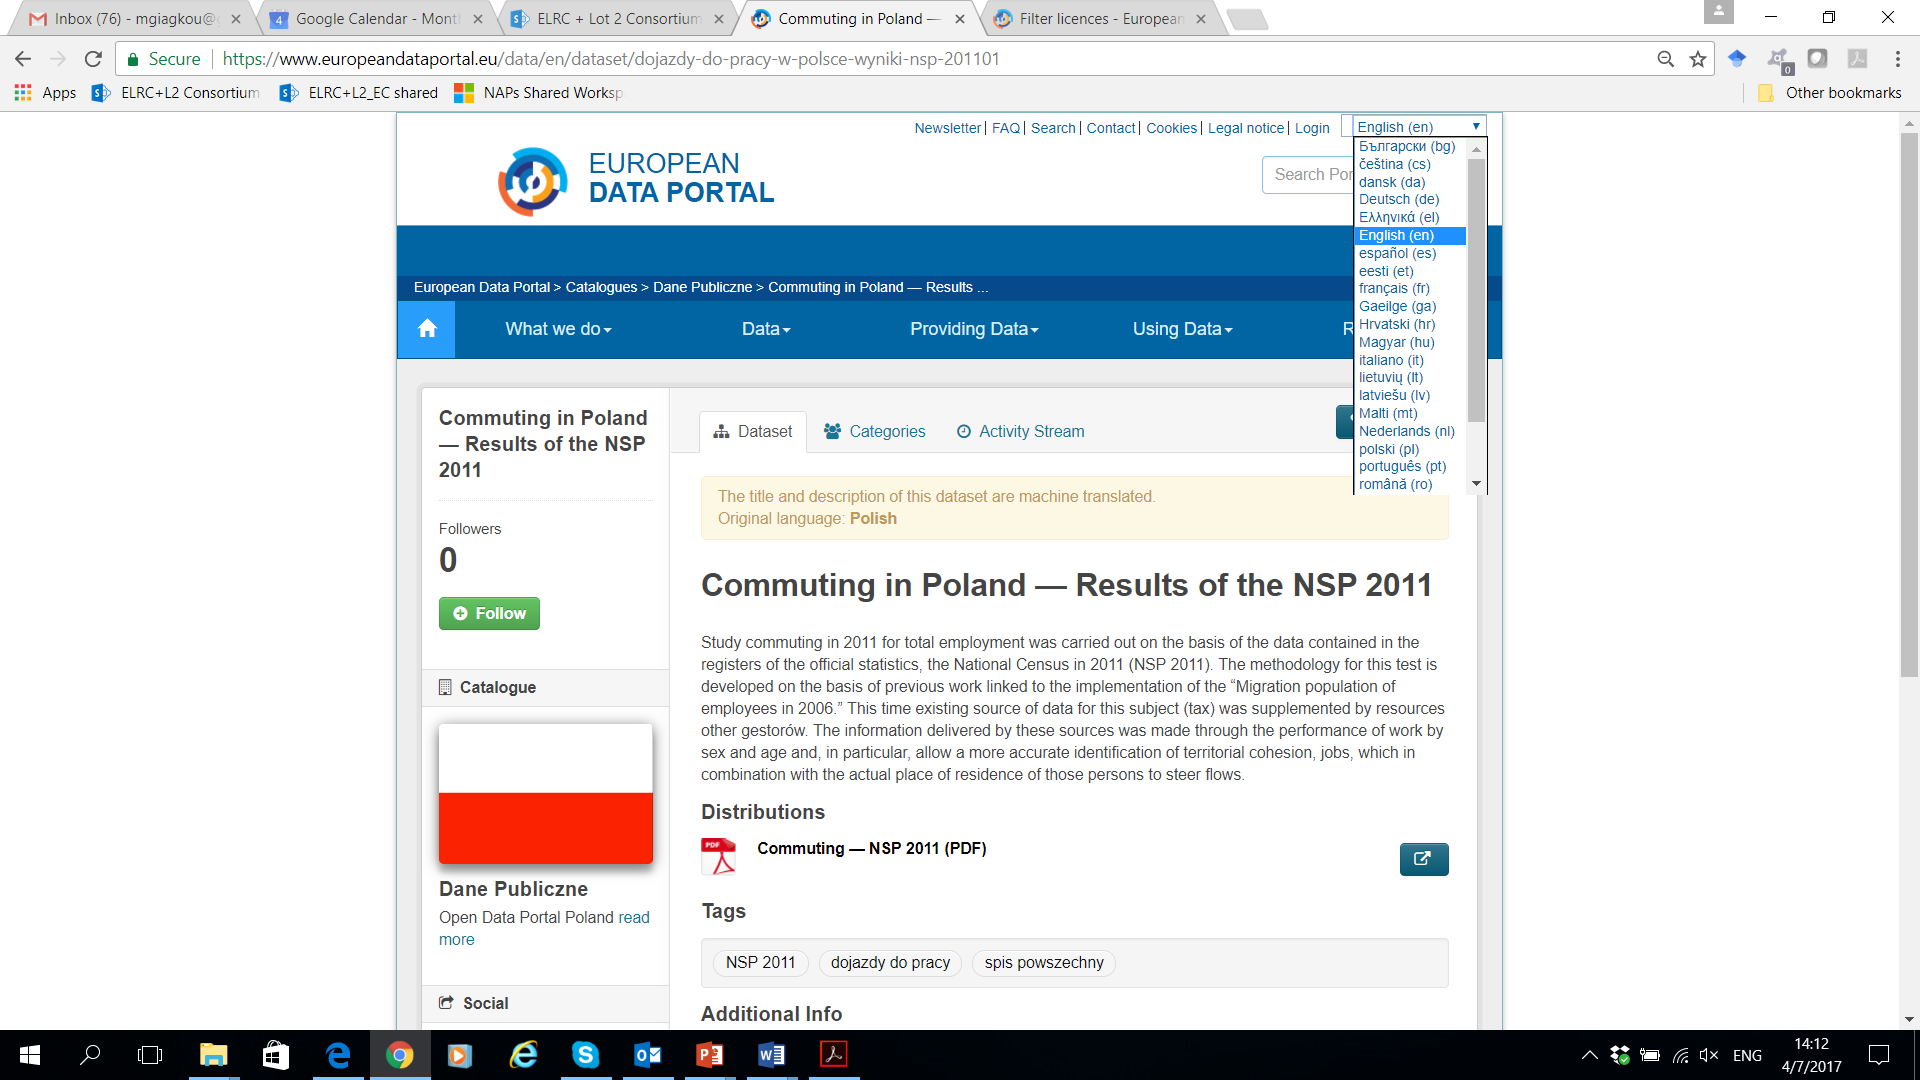 Inbox (76) - mgiagkou@
Google Calendar - Mont
ELRC + Lot 2 Consortium
Commuting in Poland —
Filter licences - European
Secure
https://www.europeandataportal.eu/data/en/dataset/dojazdy-do-pracy-w-polsce-wyniki-nsp-201101
0
Apps
ELRC+L2 Consortium
ELRC+L2_EC shared
NAPs Shared Worksp
Other bookmarks
Newsletter | FAQ | Search | Contact | Cookies | Legal notice | Login
English (en)
EUROPEAN
DATA PORTAL
Search Por
Български (bg)
čeština (cs)
dansk (da)
Deutsch (de)
Ελληνικά (el)
English (en)
español (es)
eesti (et)
français (fr)
Gaeilge (ga)
Hrvatski (hr)
Magyar (hu)
italiano (it)
lietuvių (lt)
latviešu (lv)
Malti (mt)
Nederlands (nl)
polski (pl)
português (pt)
română (ro)
European Data Portal > Catalogues > Dane Publiczne > Commuting in Poland — Results ...
What we do
Data
Providing Data
Using Data
R
Commuting in Poland
— Results of the NSP
2011
Followers
0
Follow
Catalogue
Dane Publiczne
Open Data Portal Poland read
more
Social
Dataset
Categories
Activity Stream
The title and description of this dataset are machine translated.
Original language: Polish
Commuting in Poland — Results of the NSP 2011
Study commuting in 2011 for total employment was carried out on the basis of the data contained in the
registers of the official statistics, the National Census in 2011 (NSP 2011). The methodology for this test is
developed on the basis of previous work linked to the implementation of the “Migration population of
employees in 2006.” This time existing source of data for this subject (tax) was supplemented by resources
other gestorów. The information delivered by these sources was made through the performance of work by
sex and age and, in particular, allow a more accurate identification of territorial cohesion, jobs, which in
combination with the actual place of residence of those persons to steer flows.
Distributions
PDF
Commuting — NSP 2011 (PDF)
Tags
NSP 2011
dojazdy do pracy
spis powszechny
Additional Info
ENG
14:12
4/7/2017